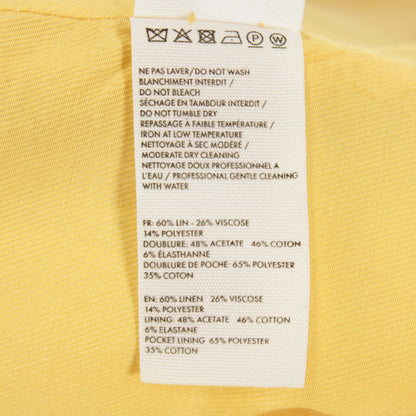 NE PAS LAVER/DO NOT WASH
BLANCHIMENT INTERDIT /
DO NOT BLEACH
SÉCHAGE EN TAMBOUR INTERDIT /
DO NOT TUMBLE DRY
REPASSAGE À FAIBLE TEMPÉRATURE /
IRON AT LOW TEMPERATURE
NETTOYAGE À SEC MODÉRÉ /
MODERATE DRY CLEANING
NETTOYAGE DOUX PROFESSIONNEL A
L'EAU / PROFESSIONAL GENTLE CLEANING
WITH WATER
FR: 60% LIN - 26% VISCOSE
14% POLYESTER
DOUBLURE: 48% ACETATE 46% COTON
6% ÉLASTHANNE
DOUBLURE DE POCHE: 65% POLYESTER
35% COTON
EN: 60% LINEN 26% VISCOSE
14% POLYESTER
LINING: 48% ACETATE 46% COTTON
6% ELASTANE
POCKET LINING 65% POLYESTER
35% COTTON